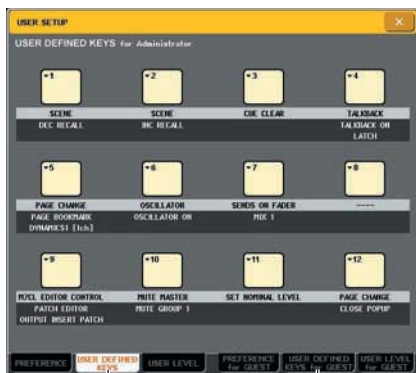 USER SETUP
USER DEFINED KEYS for Administrator
1
2
3
4
SCENE
DEC RECALL
SCENE
INC RECALL
CUE CLEAR
TALKBACK
TALKBACK ON
LATCH
5
6
7
8
PAGE CHANGE
PAGE BOOKMARK
DYNAMICS1 [1ch]
OSCILLATOR
OSCILLATOR ON
SENDS ON FADER
MIX 1
----
9
10
11
12
M7CL EDITOR CONTROL
PATCH EDITOR
OUTPUT INSERT PATCH
MUTE MASTER
MUTE GROUP 1
SET NOMINAL LEVEL
PAGE CHANGE
CLOSE POPUP
PREFERENCE
USER DEFINED
KEYS
USER LEVEL
PREFERENCE
for GUEST
USER DEFINED
KEYS for GUEST
USER LEVEL
for GUEST